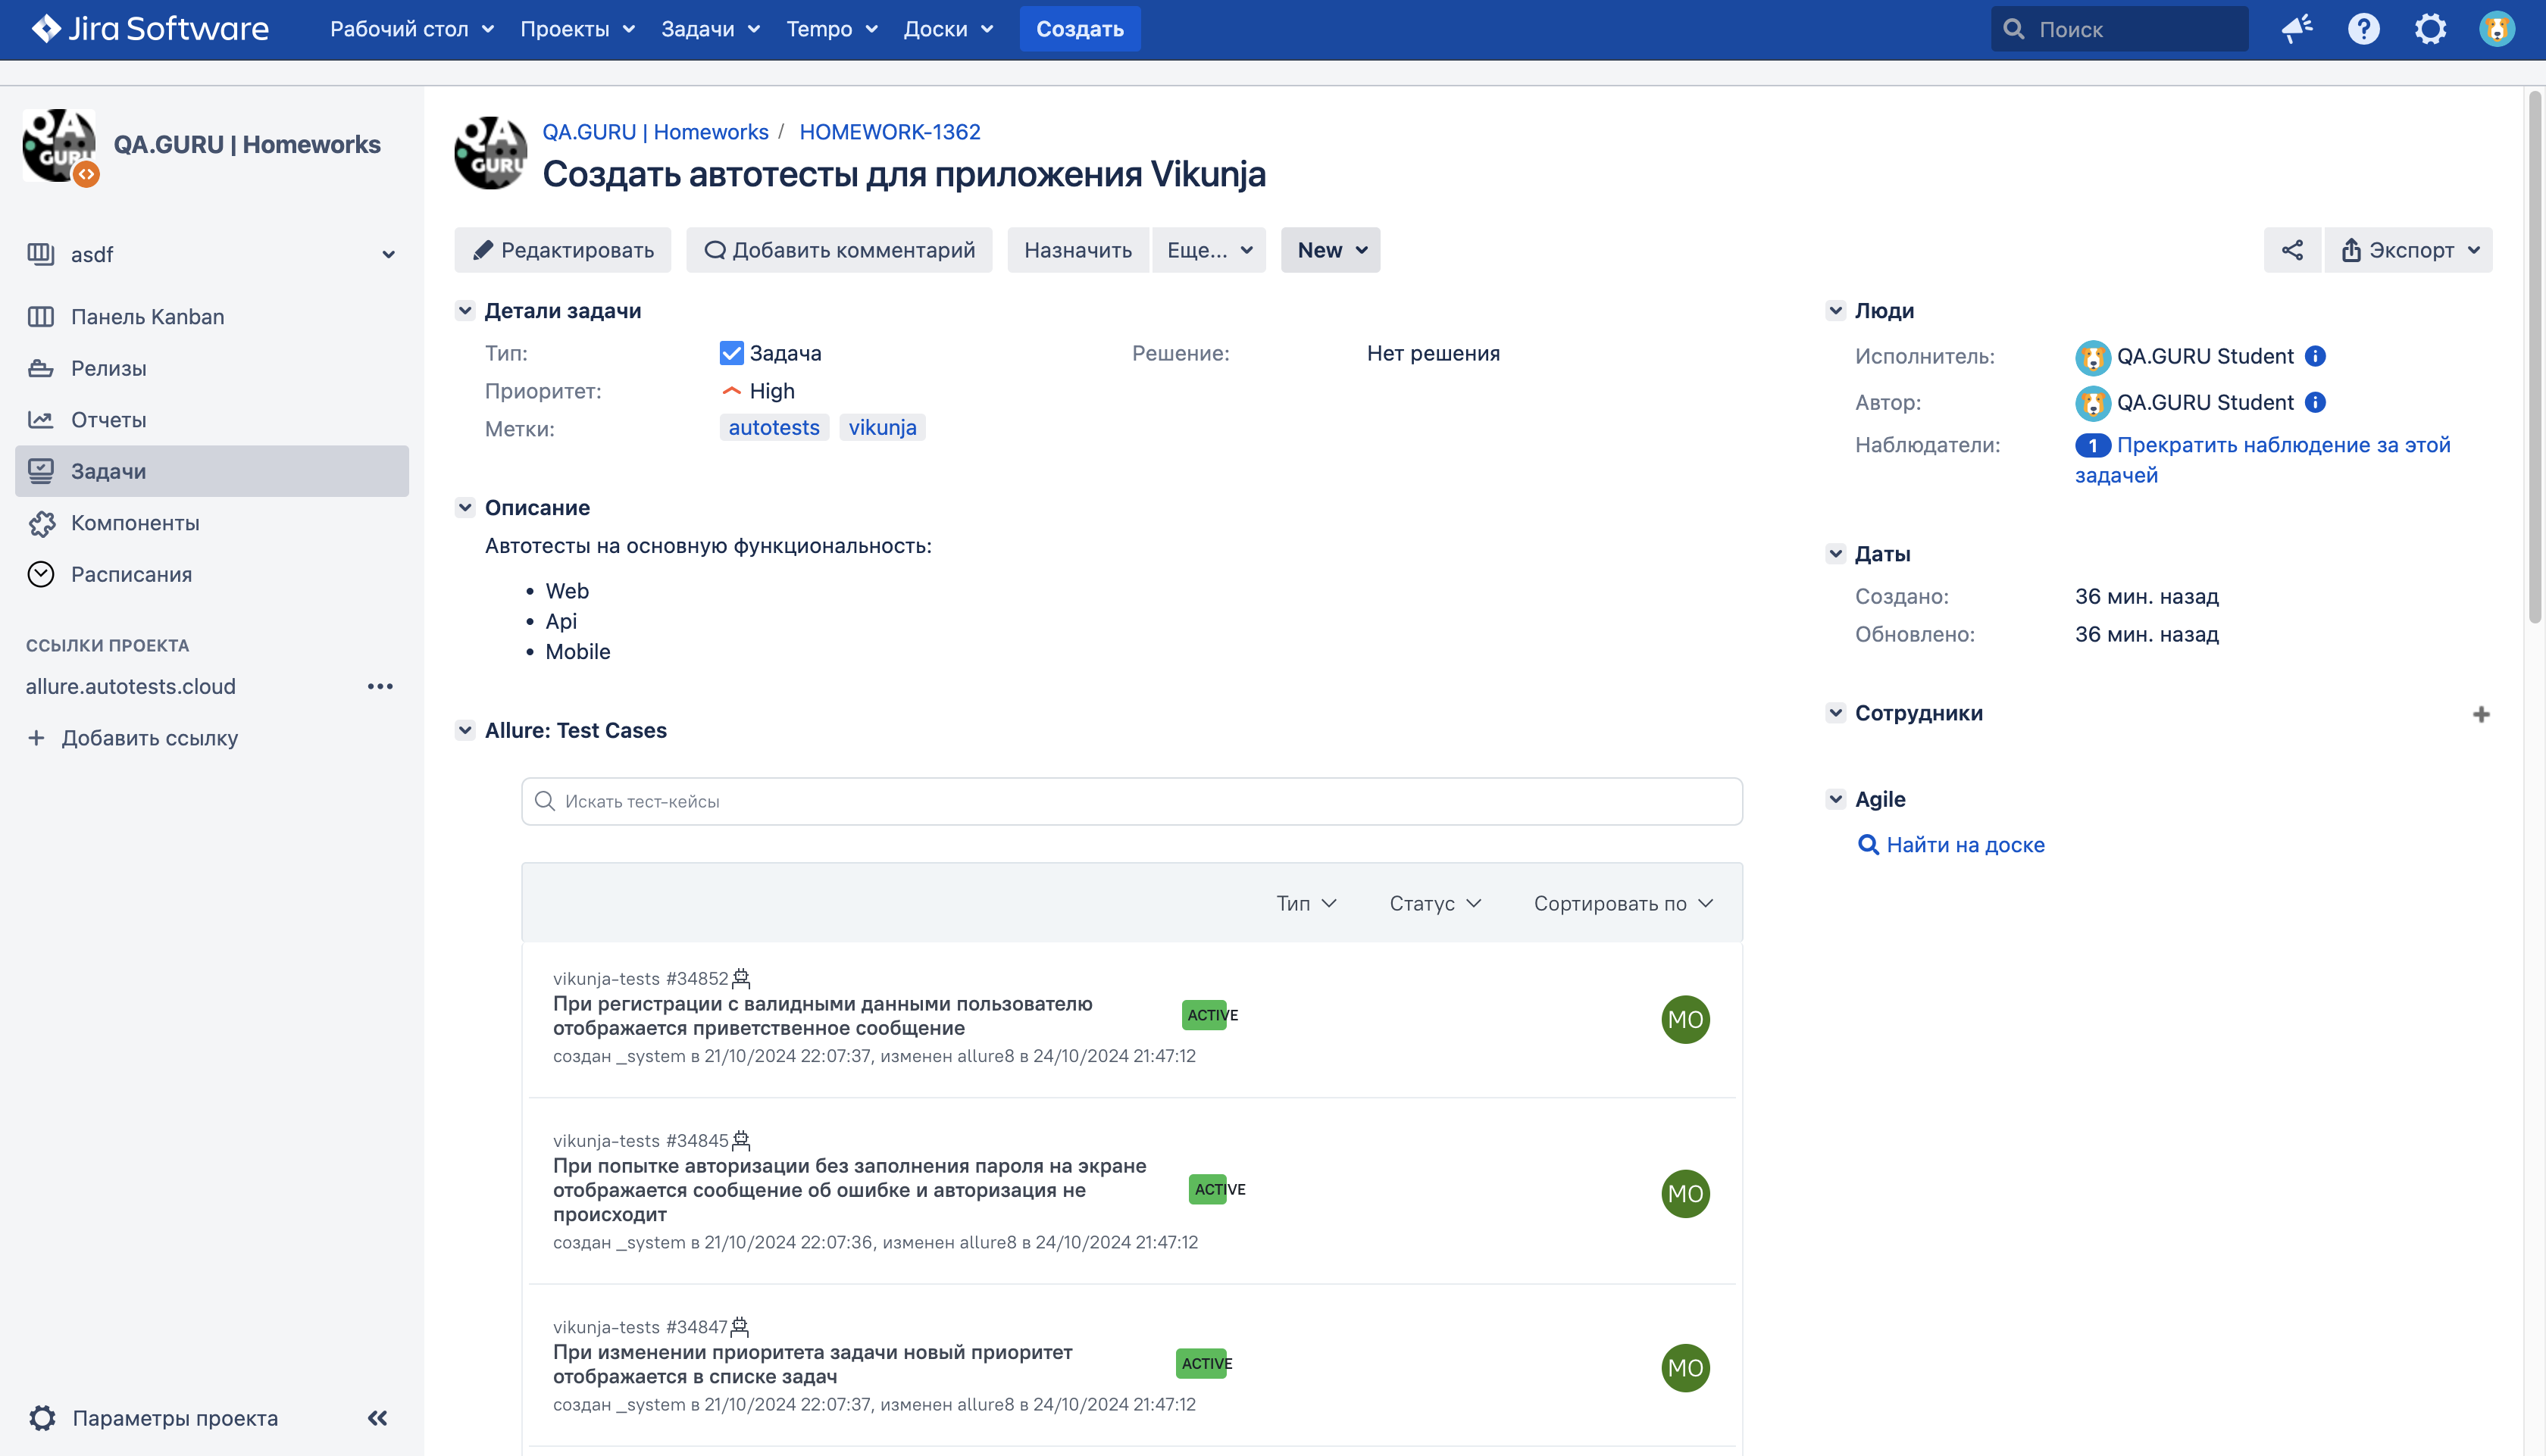 Jira Software
Рабочий стол
Проекты
Задачи
Tempo
Доски
Создать
Поиск
QA GURU
QA.GURU | Homeworks
asdf
Панель Kanban
Релизы
Отчеты
Задачи
Компоненты
Расписания
ССЫЛКИ ПРОЕКТА
allure.autotests.cloud
Добавить ссылку
Параметры проекта
QA GURU
QA.GURU | Homeworks / HOMEWORK-1362
Создать автотесты для приложения Vikunja
Редактировать
Добавить комментарий
Назначить
Еще...
New
Экспорт
Детали задачи
Тип: Задача
Решение: Нет решения
Приоритет: High
Метки: autotests vikunja
Описание
Автотесты на основную функциональность:
• Web
• Api
• Mobile
Allure: Test Cases
Искать тест-кейсы
Тип
Статус
Сортировать по
vikunja-tests #34852
При регистрации с валидными данными пользователю
отображается приветственное сообщение
создан _system в 21/10/2024 22:07:37, изменен allure8 в 24/10/2024 21:47:12
ACTIVE
MO
vikunja-tests #34845
При попытке авторизации без заполнения пароля на экране
отображается сообщение об ошибке и авторизация не
происходит
создан _system в 21/10/2024 22:07:36, изменен allure8 в 24/10/2024 21:47:12
ACTIVE
MO
vikunja-tests #34847
При изменении приоритета задачи новый приоритет
отображается в списке задач
создан _system в 21/10/2024 22:07:37, изменен allure8 в 24/10/2024 21:47:12
ACTIVE
MO
Люди
Исполнитель: QA.GURU Student
Автор: QA.GURU Student
Наблюдатели: 1 Прекратить наблюдение за этой
задачей
Даты
Создано: 36 мин. назад
Обновлено: 36 мин. назад
Сотрудники
Agile
Найти на доске